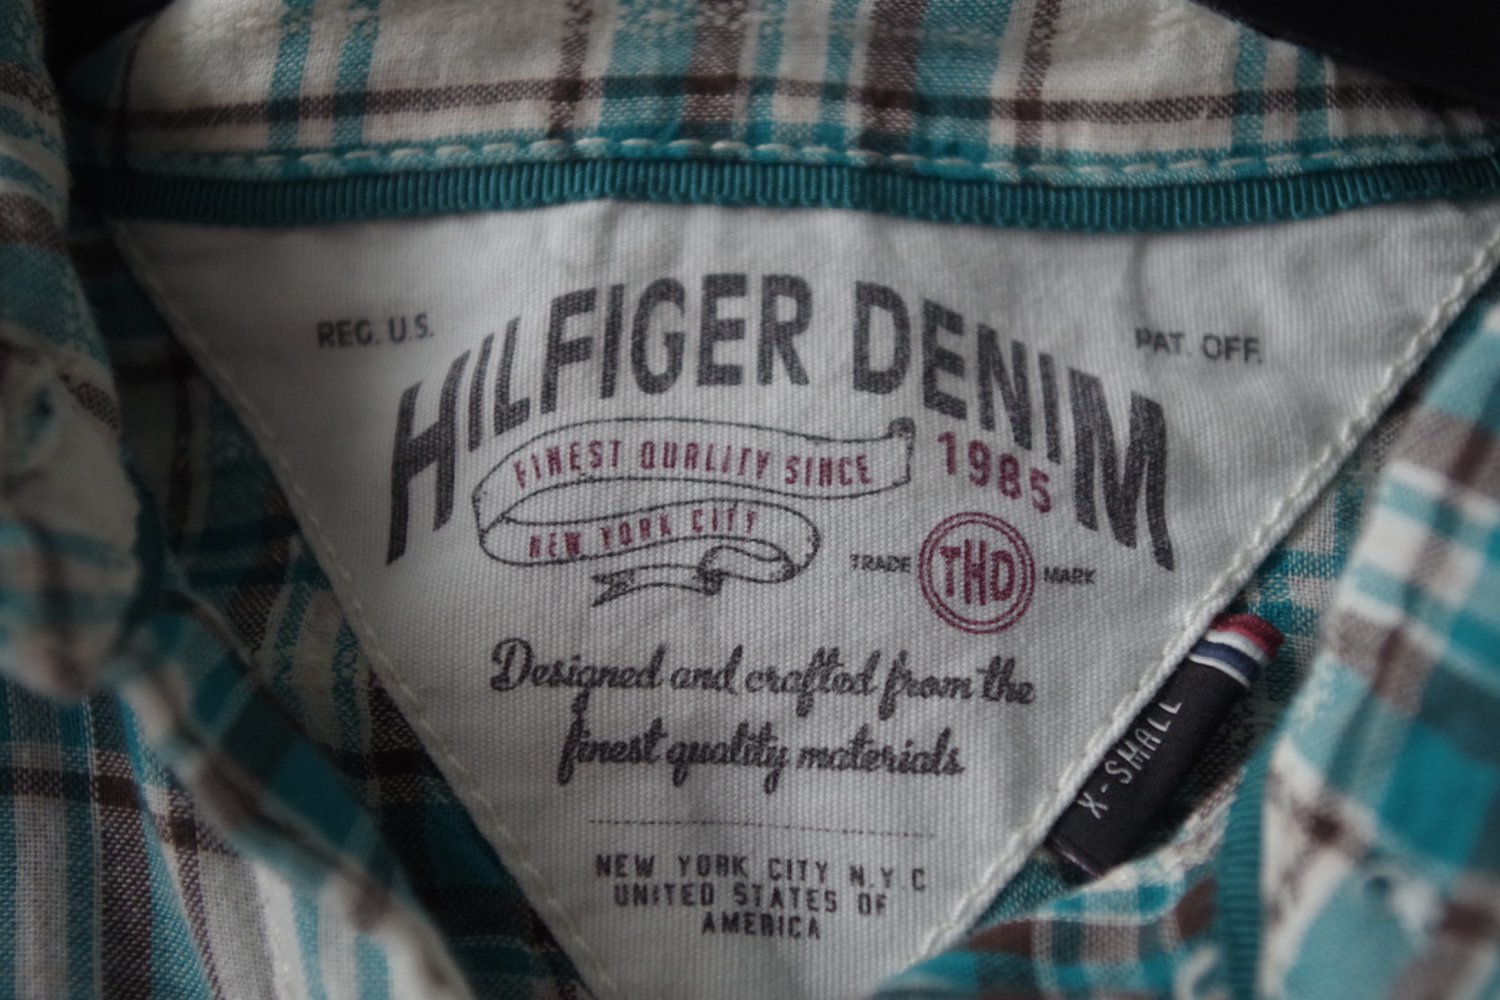 REG. U.S.
HILFIGER DENIM
PAT. OFF.
FINEST QUALITY SINCE
1985
NEW YORK CITY
TRADE THD MARK
Designed and crafted from the
finest quality materials
X-SMALL
NEW YORK CITY N.Y.C
UNITED STATES OF
AMERICA